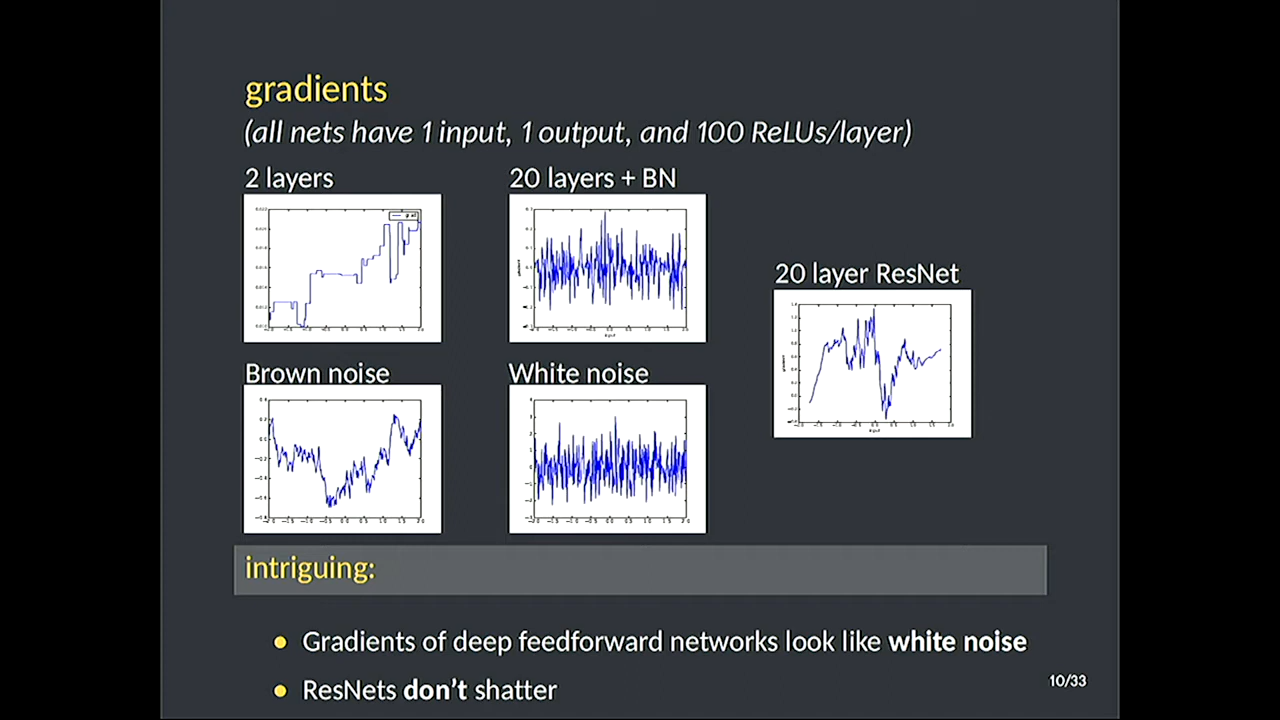 gradients
(all nets have 1 input, 1 output, and 100 ReLUs/layer)
2 layers
20 layers + BN
20 layer ResNet
Brown noise
White noise
intriguing:
• Gradients of deep feedforward networks look like white noise
• ResNets don't shatter
10/33